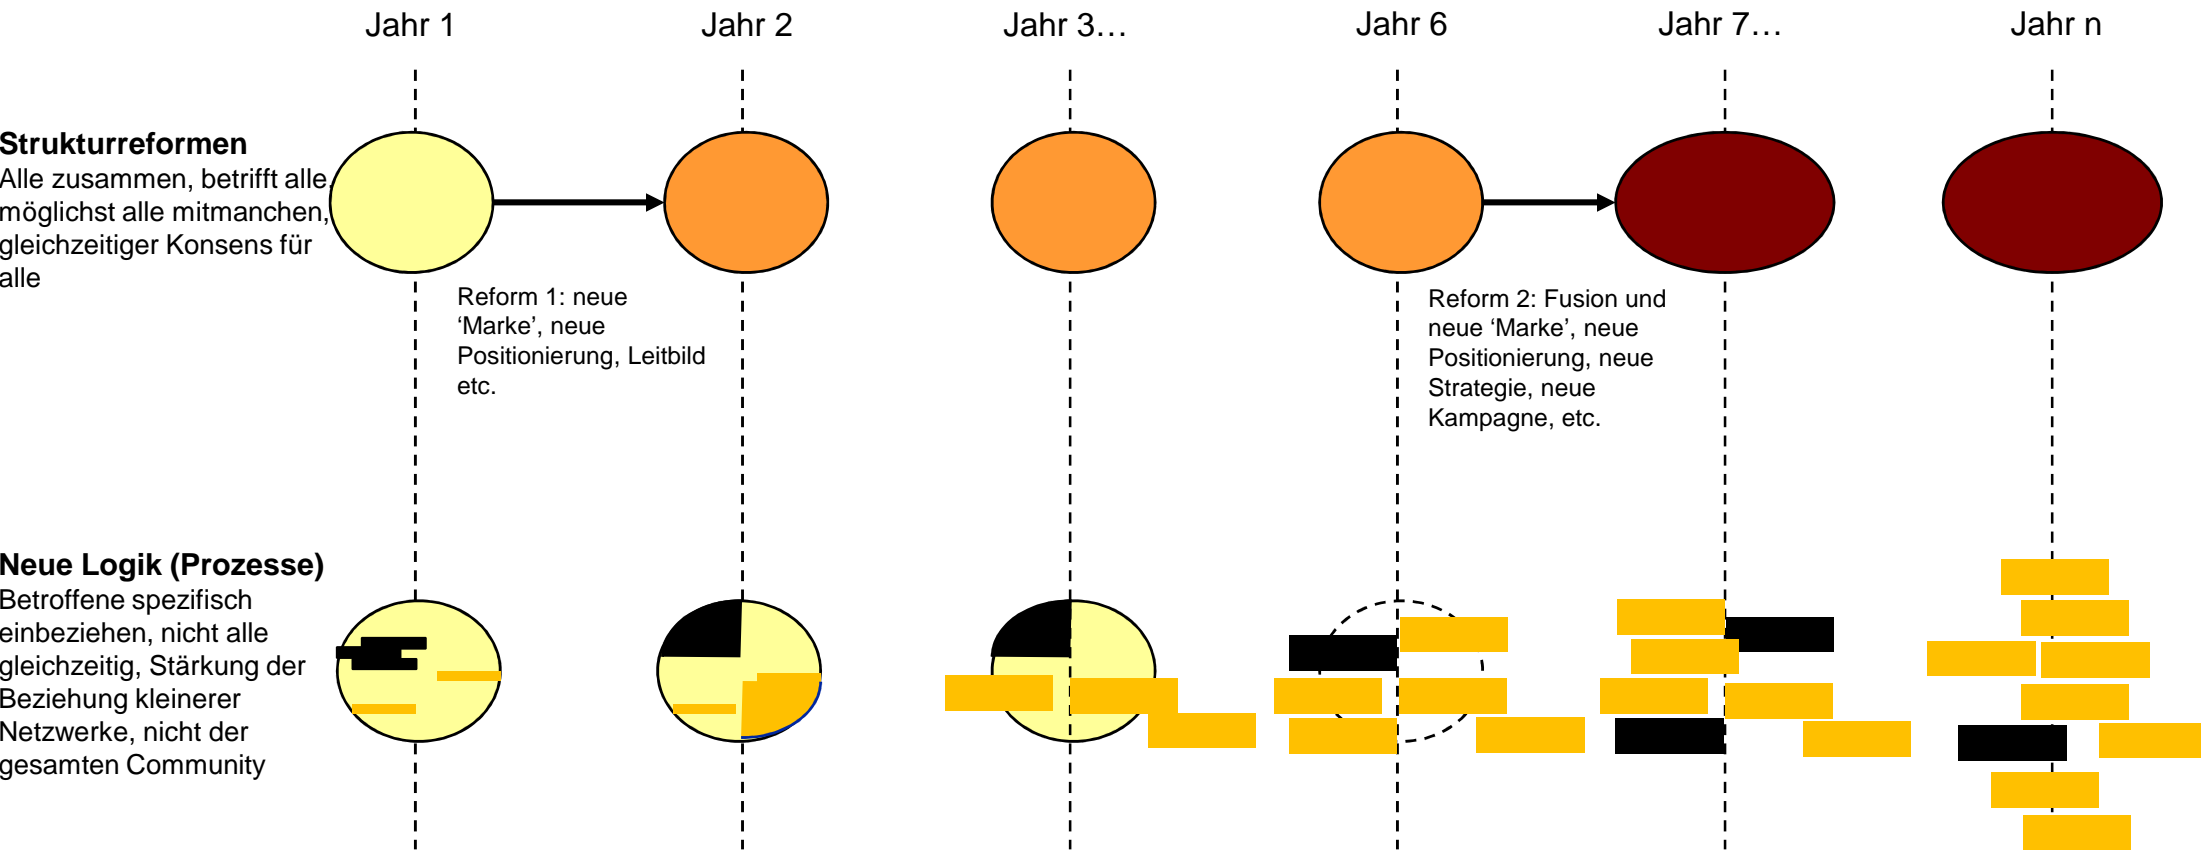 Jahr 1
Jahr 2
Jahr 3…
Jahr 6
Jahr 7…
Jahr n
Strukturreformen
Alle zusammen, betrifft alle,
möglichst alle mitmanchen,
gleichzeitiger Konsens für
alle
Reform 1: neue
‘Marke’, neue
Positionierung, Leitbild
etc.
Reform 2: Fusion und
neue ‘Marke’, neue
Positionierung, neue
Strategie, neue
Kampagne, etc.
Neue Logik (Prozesse)
Betroffene spezifisch
einbeziehen, nicht alle
gleichzeitig, Stärkung der
Beziehung kleinerer
Netzwerke, nicht der
gesamten Community